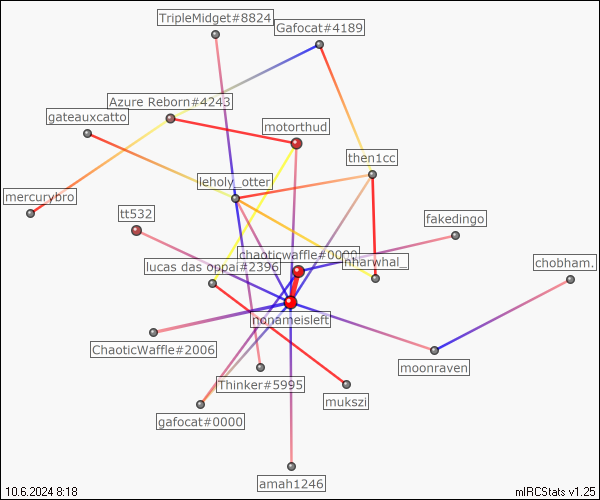 TripleMidget#8824
Gafocat#4189
Azure Reborn#4243
gateauxcatto
motorthud
then1cc
leholy_otter
mercurybro
tt532
fakedingo
chaoticwaffle#0000
nharwhal_
lucas das oppai#2396
chobham.
nonameisleft
ChaoticWaffle#2006
moonraven
Thinker#5995
mukszi
gafocat#0000
amah1246
10.6.2024 8:18
mIRCStats v1.25